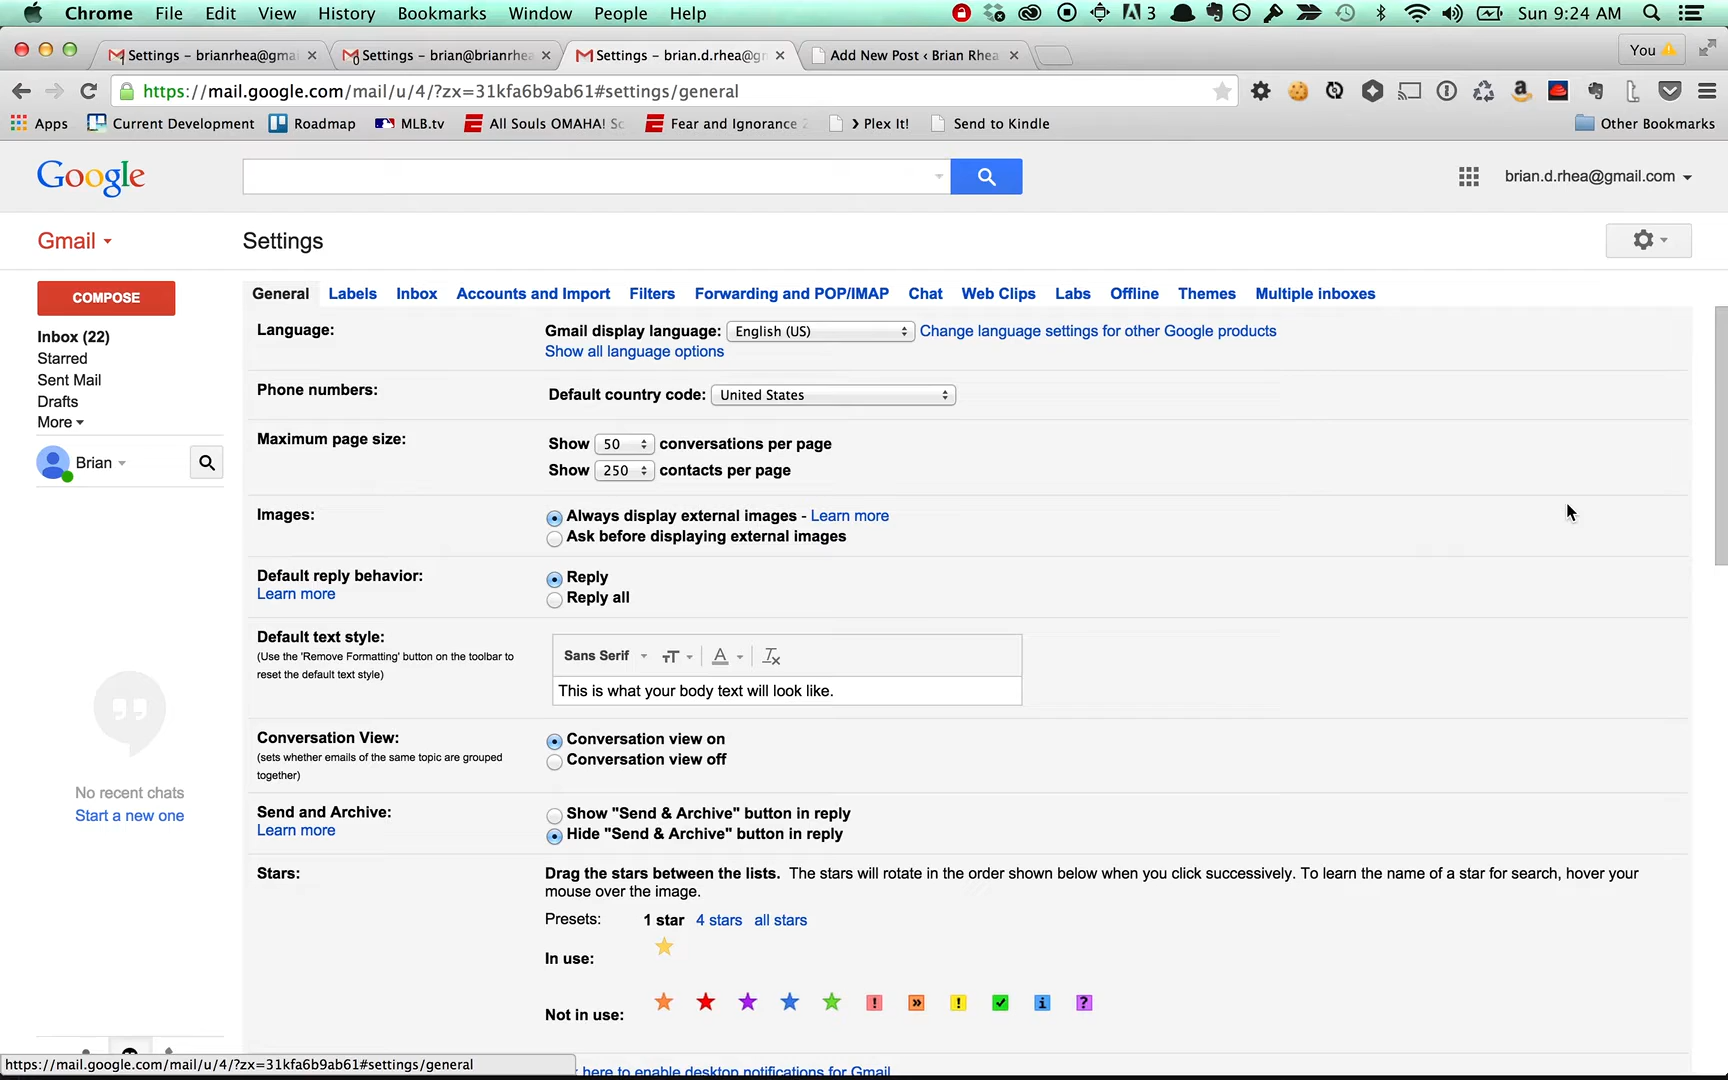 Chrome File Edit View History Bookmarks Window People Help 3 Sun 9:24 AM
Settings – brianrhea@gma Settings – brian@brianrhe Settings – brian.d.rhea@g Add New Post ‹ Brian Rhea You
https://mail.google.com/mail/u/4/?zx=31kfa6b9ab61#settings/general
Apps Current Development Roadmap MLB.tv All Souls OMAHA! Sc Fear and Ignorance 2 › Plex It! Send to Kindle Other Bookmarks
Google brian.d.rhea@gmail.com
Gmail Settings
COMPOSE
General Labels Inbox Accounts and Import Filters Forwarding and POP/IMAP Chat Web Clips Labs Offline Themes Multiple inboxes
Inbox (22)
Starred
Sent Mail
Drafts
More
Brian
No recent chats
Start a new one
Language: Gmail display language: English (US) Change language settings for other Google products
Show all language options
Phone numbers: Default country code: United States
Maximum page size: Show 50 conversations per page
Show 250 contacts per page
Images: Always display external images - Learn more
Ask before displaying external images
Default reply behavior: Reply
Learn more Reply all
Default text style:
(Use the 'Remove Formatting' button on the toolbar to
reset the default text style)
Sans Serif
This is what your body text will look like.
Conversation View: Conversation view on
(sets whether emails of the same topic are grouped
together)
Conversation view off
Send and Archive: Show "Send & Archive" button in reply
Learn more Hide "Send & Archive" button in reply
Stars: Drag the stars between the lists. The stars will rotate in the order shown below when you click successively. To learn the name of a star for search, hover your
mouse over the image.
Presets: 1 star 4 stars all stars
In use:
Not in use:
here to enable desktop notifications for Gmail
https://mail.google.com/mail/u/4/?zx=31kfa6b9ab61#settings/general